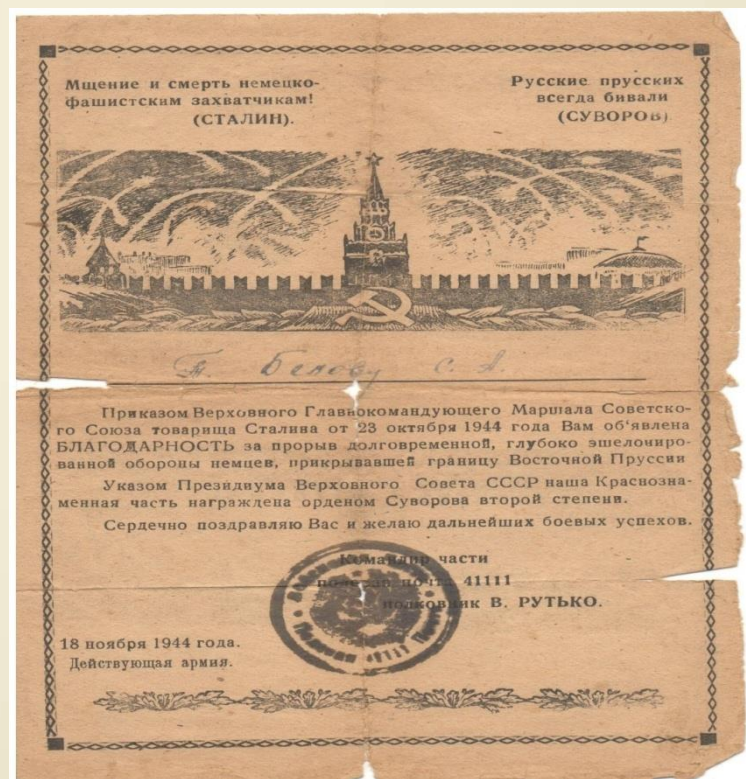 Мщение и смерть немецко-
фашистским захватчикам!
(СТАЛИН).
Русские прусских
всегда бивали
(СУВОРОВ)
Т. Белову С. А.
Приказом Верховного Главнокомандующего Маршала Советско-
го Союза товарища Сталина от 23 октября 1944 года Вам об‘явлена
БЛАГОДАРНОСТЬ за прорыв долговременной, глубоко эшелониро-
ванной обороны немцев, прикрывавшей границу Восточной Пруссии
Указом Президиума Верховного Совета СССР наша Краснозна-
менная часть награждена орденом Суворова второй степени.
Сердечно поздравляю Вас и желаю дальнейших боевых успехов.
Командир части
полевая почта 41111
полковник В. РУТЬКО.
18 ноября 1944 года.
Действующая армия.